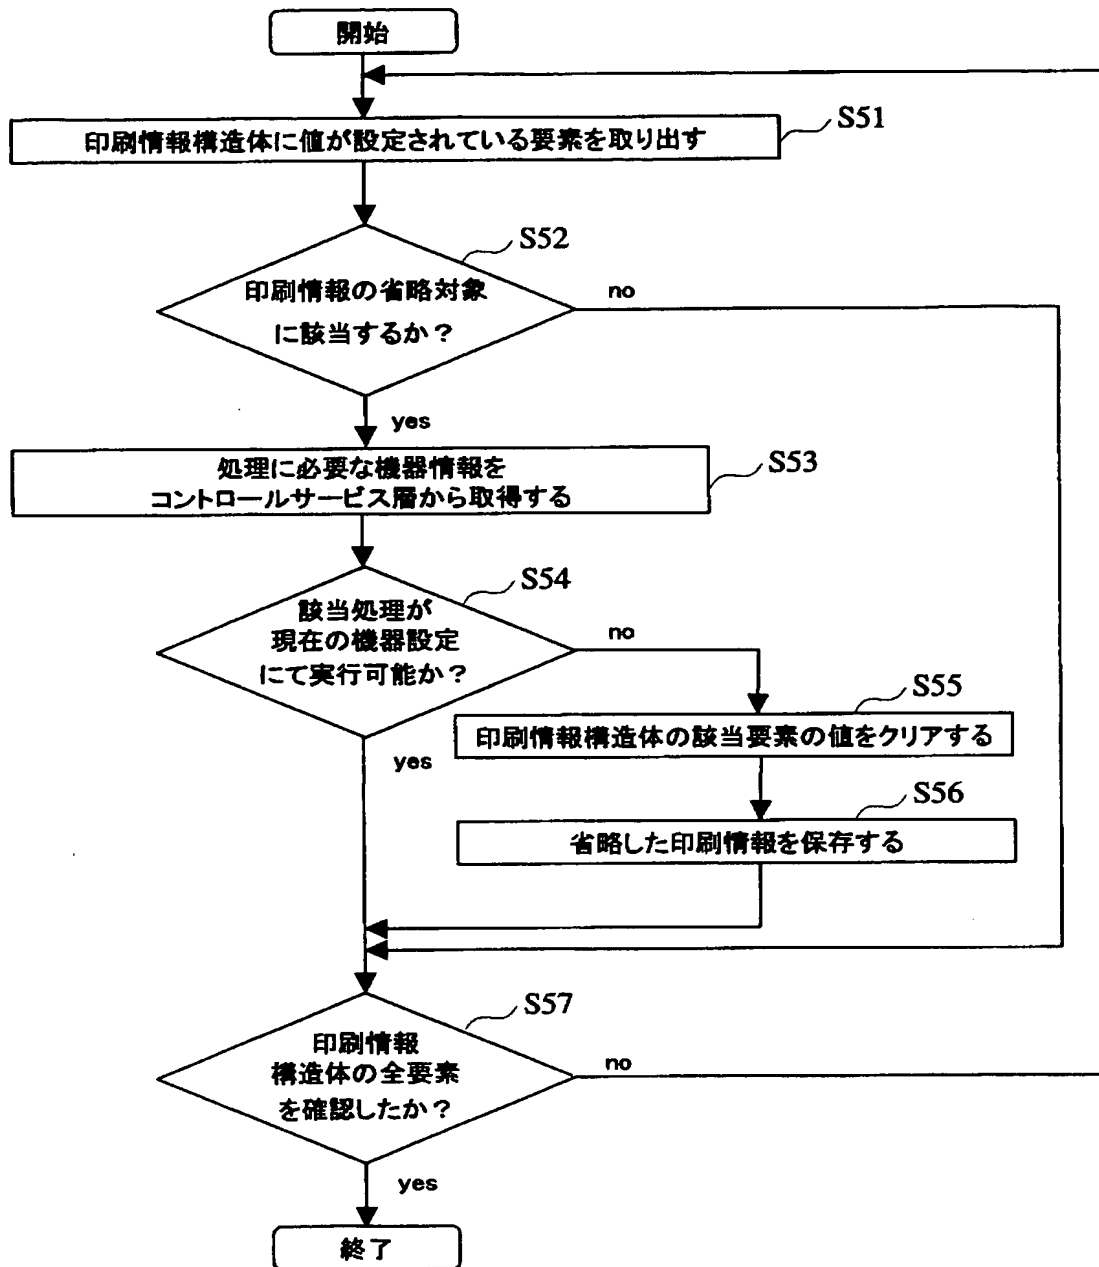 開始
印刷情報構造体に値が設定されている要素を取り出す
S51
S52
印刷情報の省略対象
に該当するか?
no
yes
処理に必要な機器情報を
コントロールサービス層から取得する
S53
S54
該当処理が
現在の機器設定
にて実行可能か?
no
yes
S55
印刷情報構造体の該当要素の値をクリアする
S56
省略した印刷情報を保存する
S57
印刷情報
構造体の全要素
を確認したか?
no
yes
終了